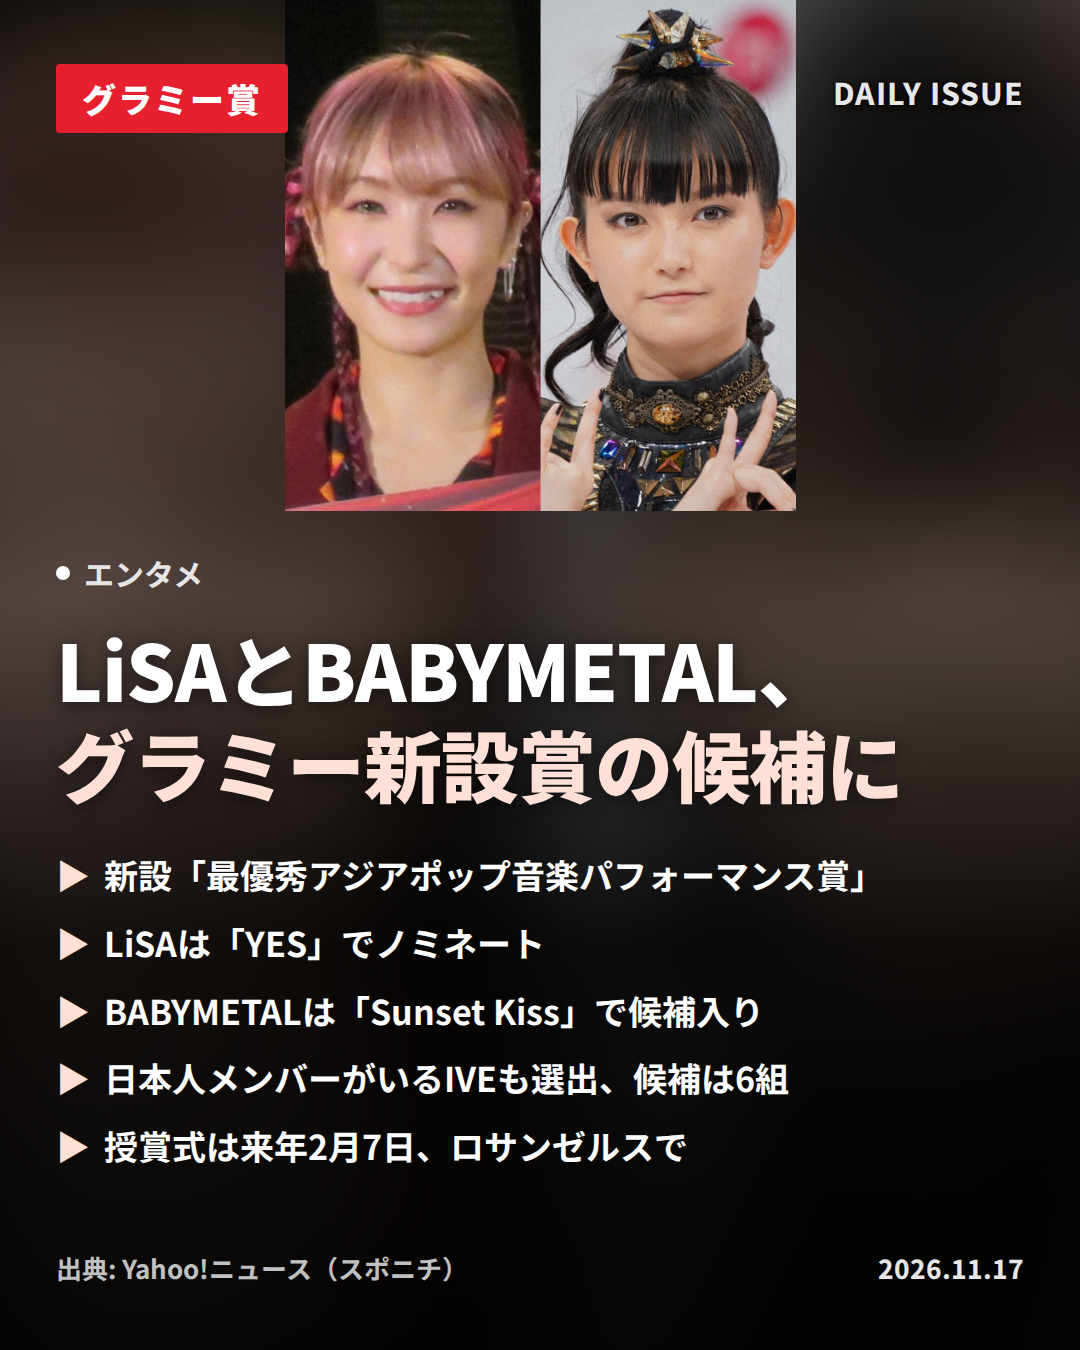 グラミー賞
DAILY ISSUE
エンタメ
LiSAとBABYMETAL、
グラミー新設賞の候補に
▶ 新設「最優秀アジアポップ音楽パフォーマンス賞」
▶ LiSAは「YES」でノミネート
▶ BABYMETALは「Sunset Kiss」で候補入り
▶ 日本人メンバーがいるIVEも選出、候補は6組
▶ 授賞式は来年2月7日、ロサンゼルスで
出典: Yahoo!ニュース（スポニチ）
2026.11.17